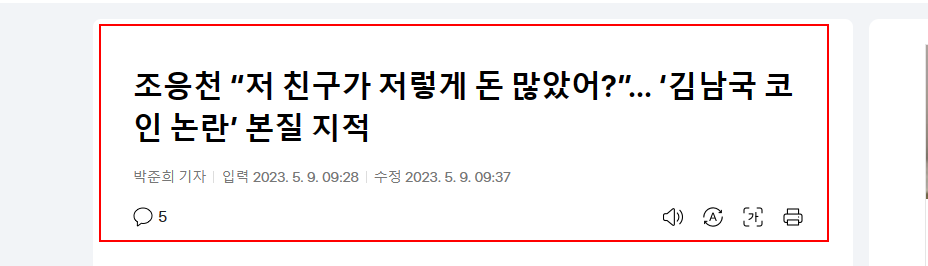 조응천 “저 친구가 저렇게 돈 많았어?”… ‘김남국 코
인 논란’ 본질 지적
박준희 기자 입력 2023. 5. 9. 09:28 수정 2023. 5. 9. 09:37
5 가